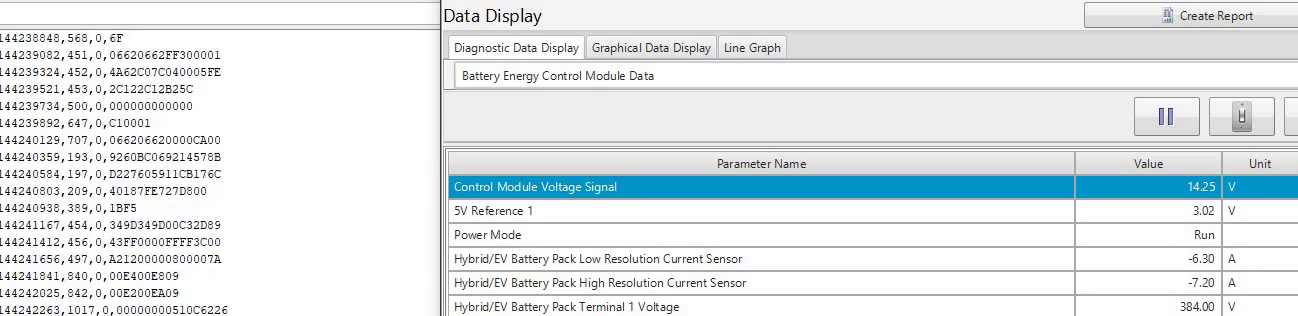 144238848,568,0,6F
144239082,451,0,06620662FF300001
144239324,452,0,4A62C07C040005FE
144239521,453,0,2C122C12B25C
144239734,500,0,000000000000
144239892,647,0,C10001
144240129,707,0,066206620000CA00
144240359,193,0,9260BC069214578B
144240584,197,0,D227605911CB176C
144240803,209,0,40187FE727D800
144240938,389,0,1BF5
144241167,454,0,349D349D00C32D89
144241412,456,0,43FF0000FFFF3C00
144241656,497,0,A21200000800007A
144241841,840,0,00E400E809
144242025,842,0,00E200EA09
144242263,1017,0,00000000510C6226
Data Display
Create Report
Diagnostic Data Display Graphical Data Display Line Graph
Battery Energy Control Module Data
Parameter Name Value Unit
Control Module Voltage Signal 14.25 V
5V Reference 1 3.02 V
Power Mode Run
Hybrid/EV Battery Pack Low Resolution Current Sensor -6.30 A
Hybrid/EV Battery Pack High Resolution Current Sensor -7.20 A
Hybrid/EV Battery Pack Terminal 1 Voltage 384.00 V